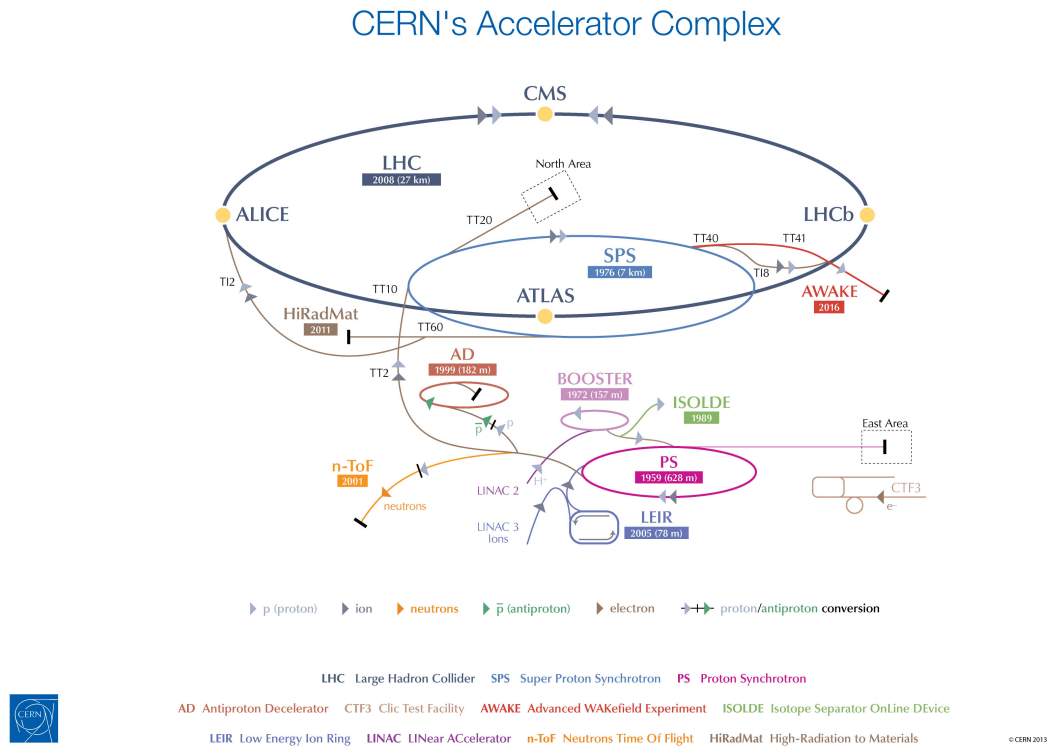 CERN's Accelerator Complex
CMS
LHC
2008 (27 km)
North Area
ALICE
LHCb
TT20
TT40
TT41
SPS
1976 (7 km)
TI8
TI2
TT10
ATLAS
AWAKE
2016
HiRadMat
2011
TT60
TT2
AD
1999 (182 m)
BOOSTER
1972 (157 m)
ISOLDE
1989
p
p̅
East Area
n-ToF
2001
PS
1959 (628 m)
H⁺
LINAC 2
neutrons
CTF3
e⁻
LINAC 3
Ions
LEIR
2005 (78 m)
p (proton) ion neutrons p̅ (antiproton) electron proton/antiproton conversion
LHC Large Hadron Collider SPS Super Proton Synchrotron PS Proton Synchrotron
AD Antiproton Decelerator CTF3 Clic Test Facility AWAKE Advanced WAKefield Experiment ISOLDE Isotope Separator OnLine DEvice
LEIR Low Energy Ion Ring LINAC LINear ACcelerator n-ToF Neutrons Time Of Flight HiRadMat High-Radiation to Materials
CERN
© CERN 2013